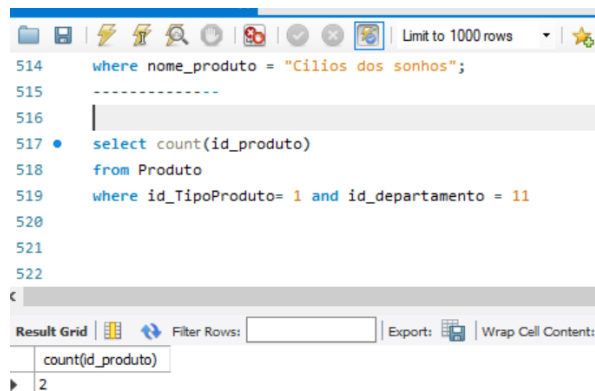 Limit to 1000 rows
514 where nome_produto = "Cilios dos sonhos";
515 --------------
516
517 select count(id_produto)
518 from Produto
519 where id_TipoProduto= 1 and id_departamento = 11
520
521
522
Result Grid Filter Rows: Export: Wrap Cell Content:
count(id_produto)
2